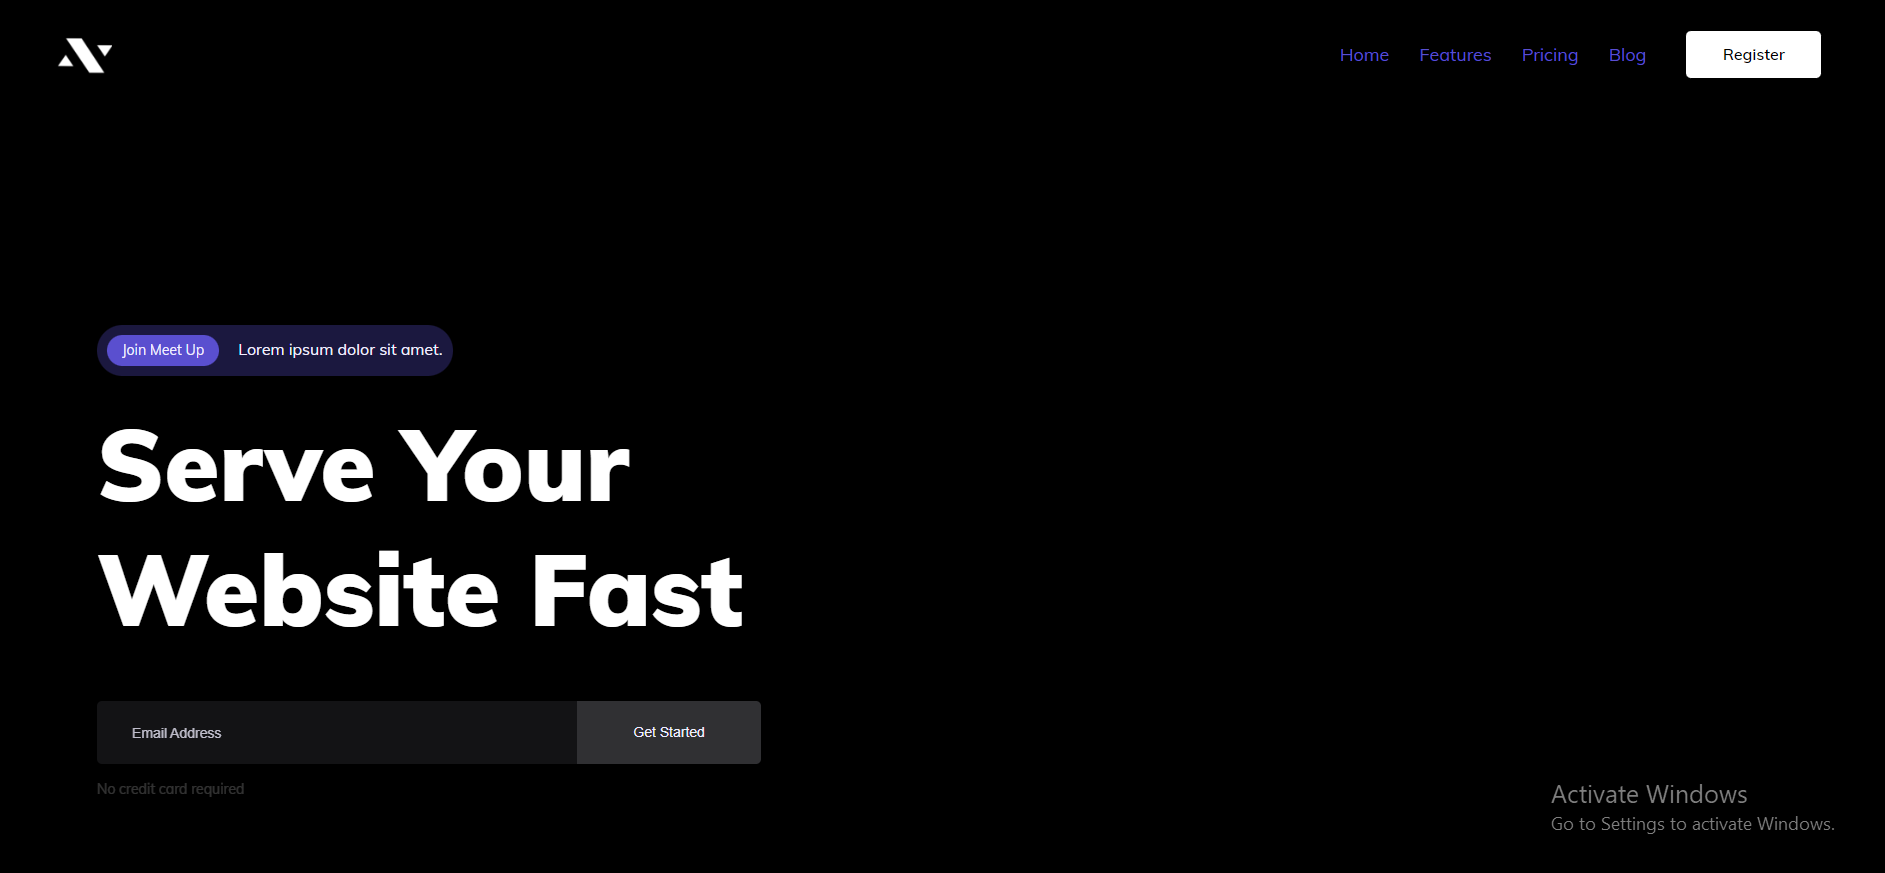 Home Features Pricing Blog Register
Join Meet Up Lorem ipsum dolor sit amet.
Serve Your
Website Fast
Email Address Get Started
No credit card required
Activate Windows
Go to Settings to activate Windows.